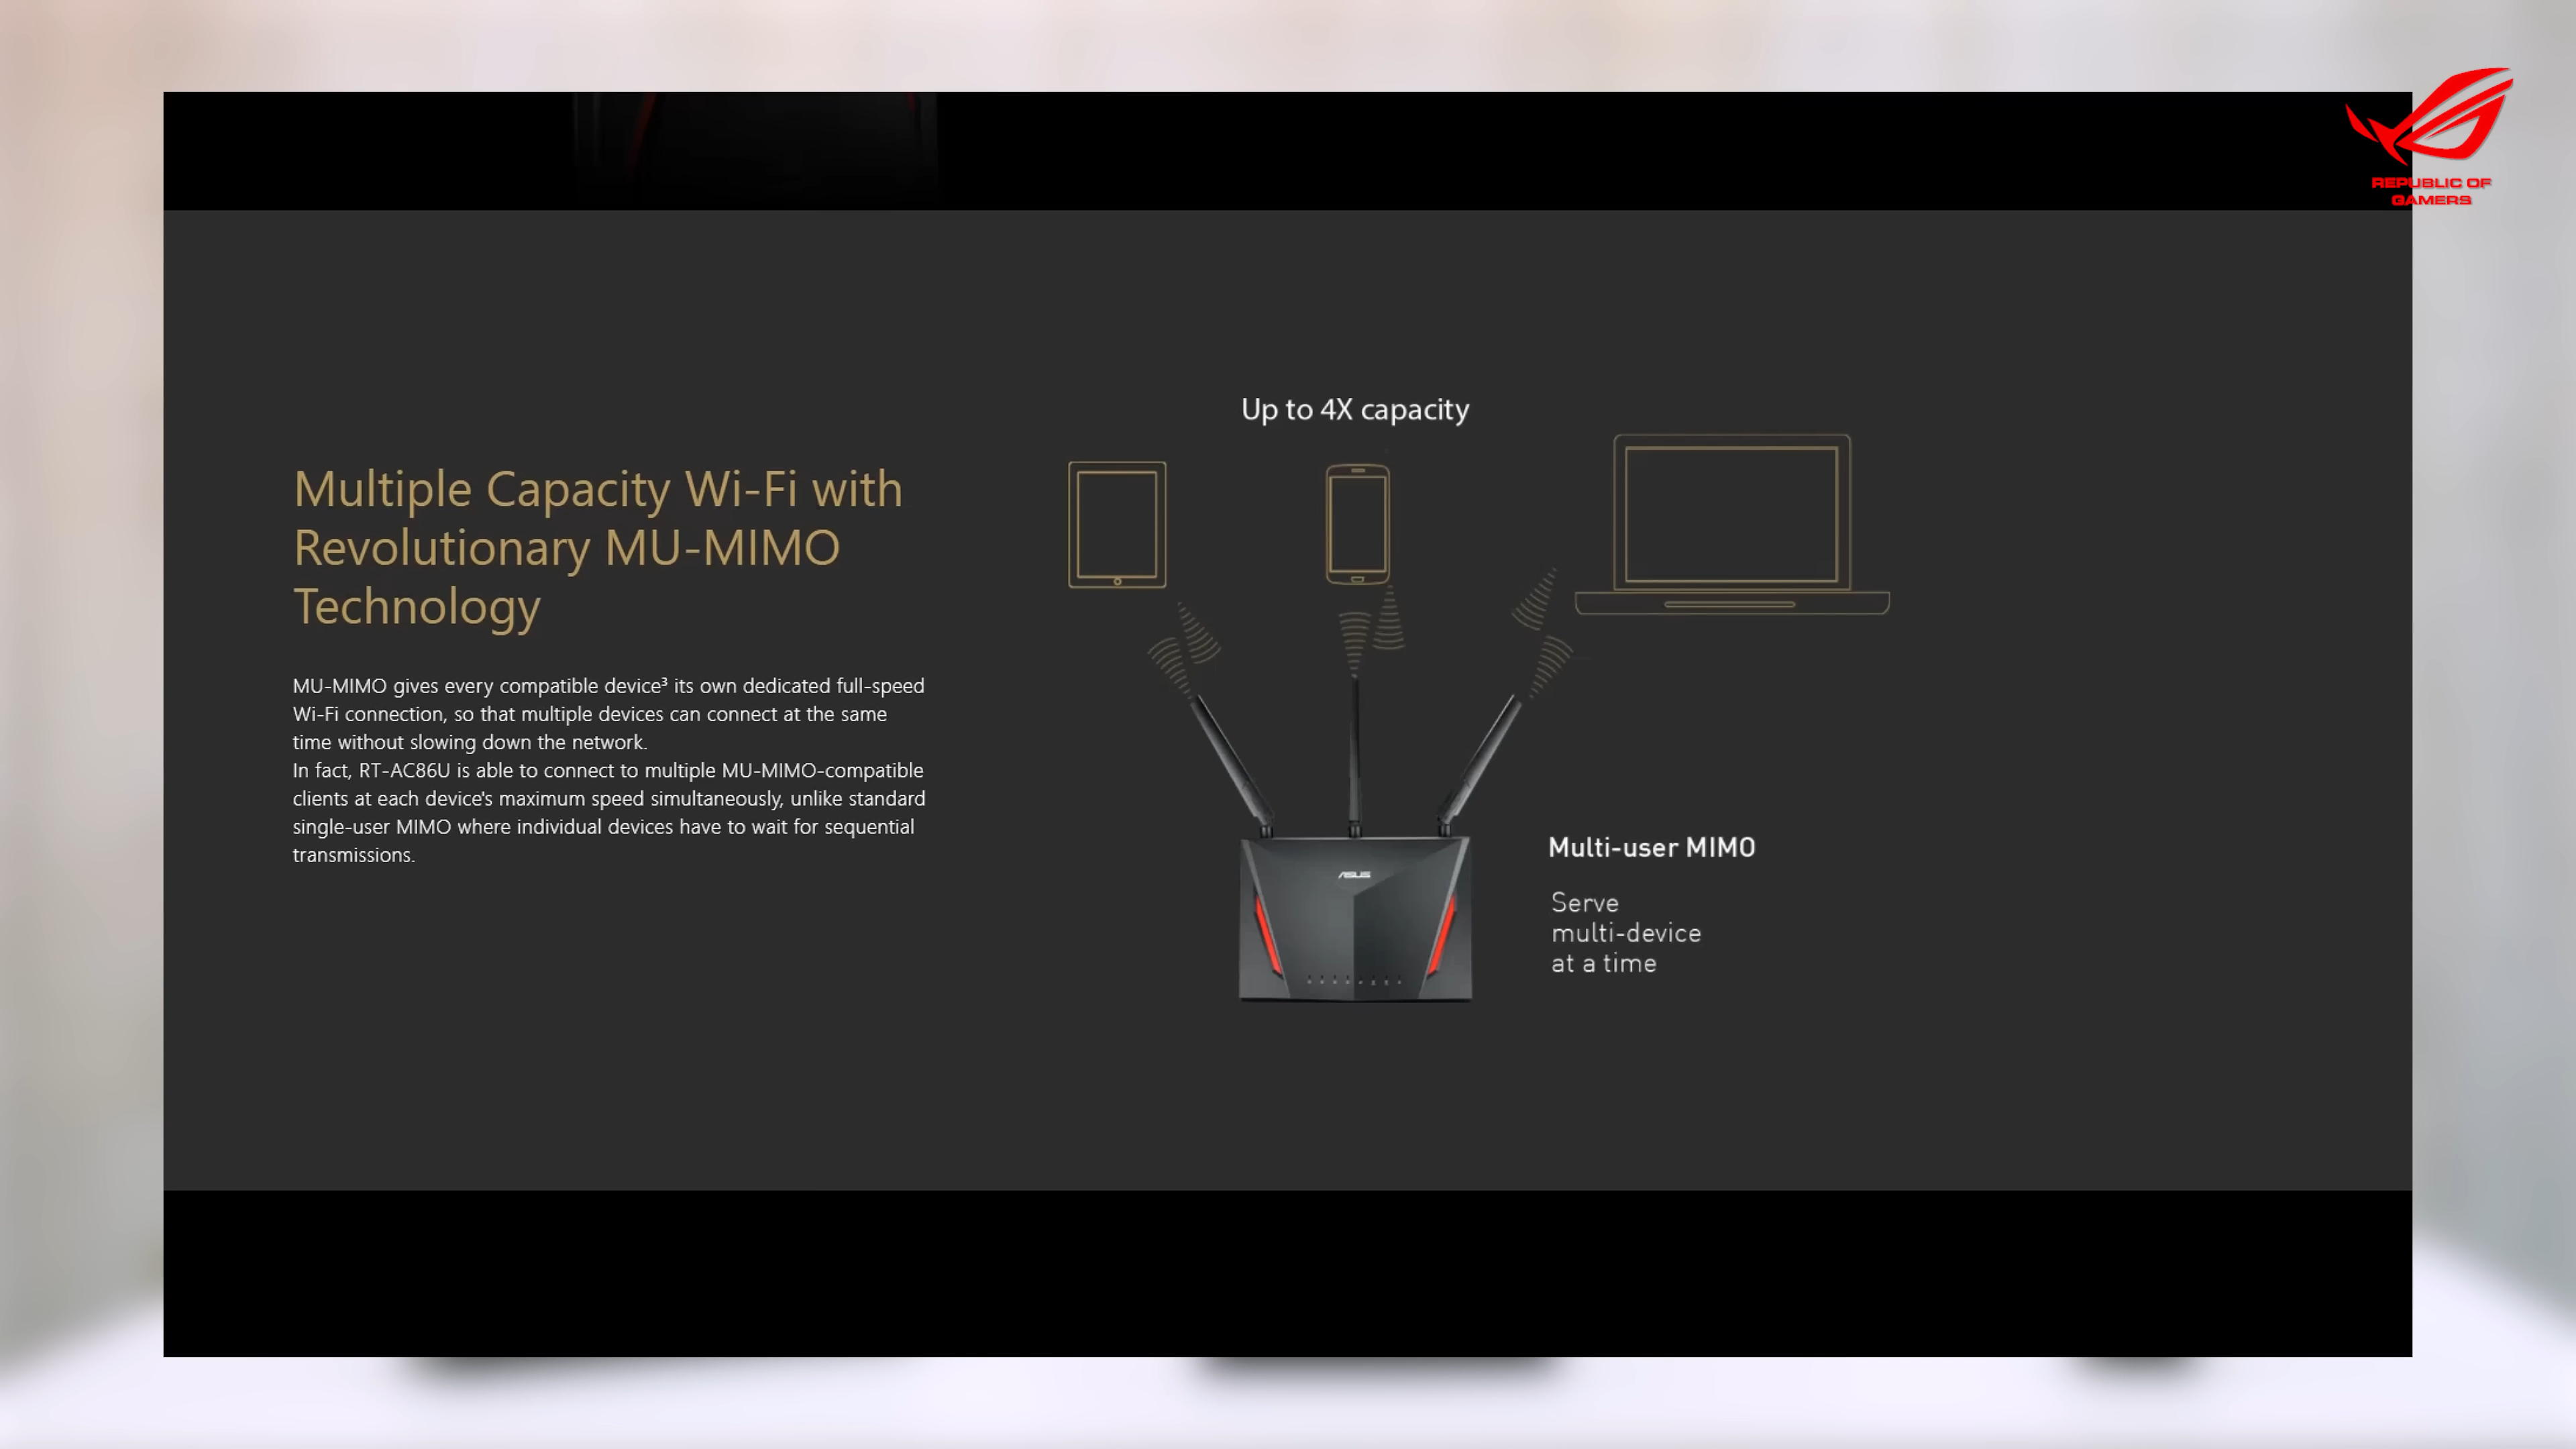 REPUBLIC OF
GAMERS
Up to 4X capacity
Multiple Capacity Wi-Fi with
Revolutionary MU-MIMO
Technology
MU-MIMO gives every compatible device³ its own dedicated full-speed
Wi-Fi connection, so that multiple devices can connect at the same
time without slowing down the network.
In fact, RT-AC86U is able to connect to multiple MU-MIMO-compatible
clients at each device's maximum speed simultaneously, unlike standard
single-user MIMO where individual devices have to wait for sequential
transmissions.
ASUS
Multi-user MIMO
Serve
multi-device
at a time